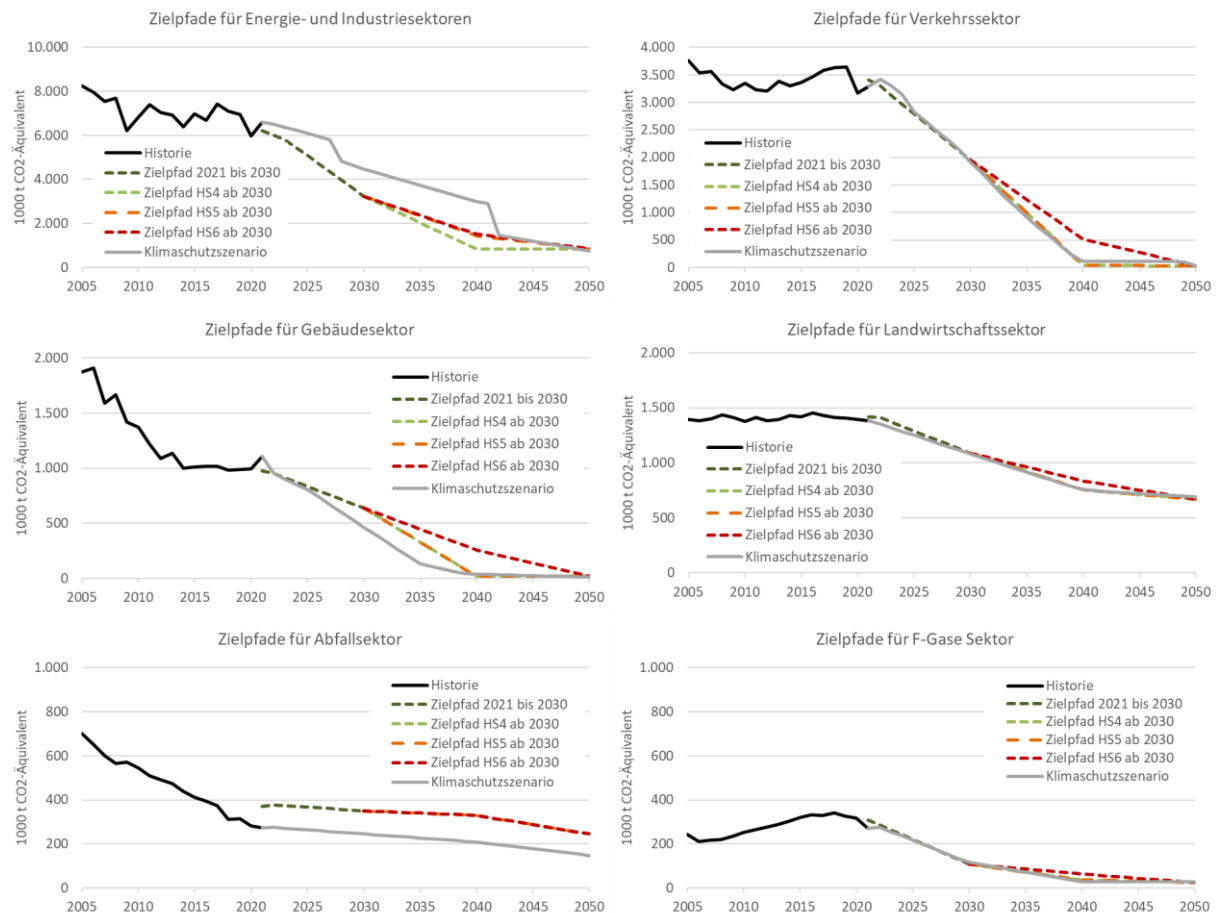 Zielpfade für Energie- und Industriesektoren
1000 t CO2-Äquivalent
10.000
8.000
6.000
4.000
2.000
0
Historie
Zielpfad 2021 bis 2030
Zielpfad HS4 ab 2030
Zielpfad HS5 ab 2030
Zielpfad HS6 ab 2030
Klimaschutzszenario
2005 2010 2015 2020 2025 2030 2035 2040 2045 2050
Zielpfade für Verkehrssektor
1000 t CO2-Äquivalent
4.000
3.500
3.000
2.500
2.000
1.500
1.000
500
0
Historie
Zielpfad 2021 bis 2030
Zielpfad HS4 ab 2030
Zielpfad HS5 ab 2030
Zielpfad HS6 ab 2030
Klimaschutzszenario
2005 2010 2015 2020 2025 2030 2035 2040 2045 2050
Zielpfade für Gebäudesektor
1000 t CO2-Äquivalent
2.000
1.500
1.000
500
0
Historie
Zielpfad 2021 bis 2030
Zielpfad HS4 ab 2030
Zielpfad HS5 ab 2030
Zielpfad HS6 ab 2030
Klimaschutzszenario
2005 2010 2015 2020 2025 2030 2035 2040 2045 2050
Zielpfade für Landwirtschaftssektor
1000 t CO2-Äquivalent
2.000
1.500
1.000
500
0
Historie
Zielpfad 2021 bis 2030
Zielpfad HS4 ab 2030
Zielpfad HS5 ab 2030
Zielpfad HS6 ab 2030
Klimaschutzszenario
2005 2010 2015 2020 2025 2030 2035 2040 2045 2050
Zielpfade für Abfallsektor
1000 t CO2-Äquivalent
1.000
800
600
400
200
0
Historie
Zielpfad 2021 bis 2030
Zielpfad HS4 ab 2030
Zielpfad HS5 ab 2030
Zielpfad HS6 ab 2030
Klimaschutzszenario
2005 2010 2015 2020 2025 2030 2035 2040 2045 2050
Zielpfade für F-Gase Sektor
1000 t CO2-Äquivalent
1.000
800
600
400
200
0
Historie
Zielpfad 2021 bis 2030
Zielpfad HS4 ab 2030
Zielpfad HS5 ab 2030
Zielpfad HS6 ab 2030
Klimaschutzszenario
2005 2010 2015 2020 2025 2030 2035 2040 2045 2050